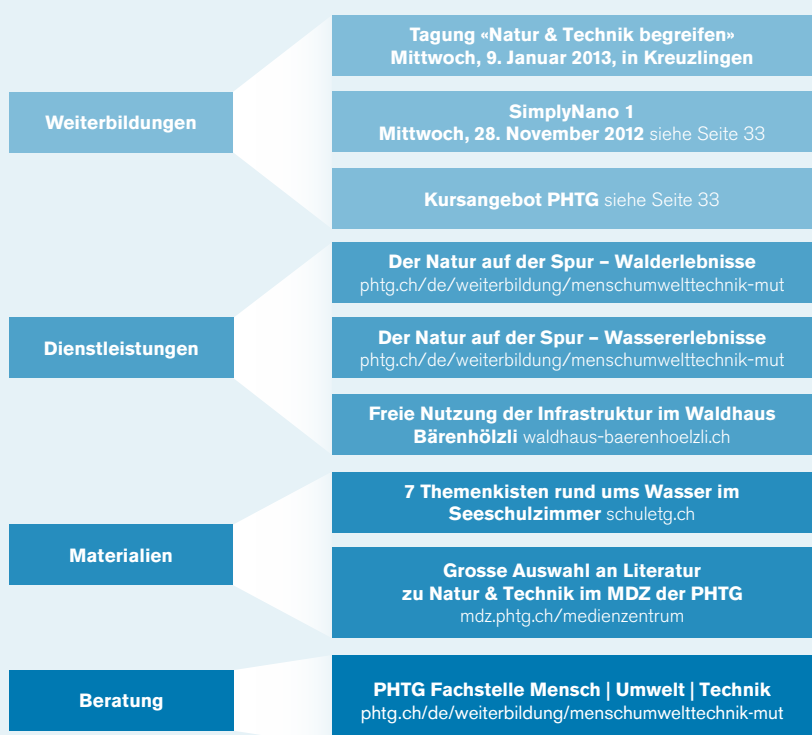 Weiterbildungen
Tagung «Natur & Technik begreifen»
Mittwoch, 9. Januar 2013, in Kreuzlingen
SimplyNano 1
Mittwoch, 28. November 2012 siehe Seite 33
Kursangebot PHTG siehe Seite 33
Dienstleistungen
Der Natur auf der Spur – Walderlebnisse
phtg.ch/de/weiterbildung/menschumwelttechnik-mut
Der Natur auf der Spur – Wassererlebnisse
phtg.ch/de/weiterbildung/menschumwelttechnik-mut
Freie Nutzung der Infrastruktur im Waldhaus
Bärenhölzli waldhaus-baerenhoelzli.ch
Materialien
7 Themenkisten rund ums Wasser im
Seeschulzimmer schuletg.ch
Grosse Auswahl an Literatur
zu Natur & Technik im MDZ der PHTG
mdz.phtg.ch/medienzentrum
Beratung
PHTG Fachstelle Mensch | Umwelt | Technik
phtg.ch/de/weiterbildung/menschumwelttechnik-mut